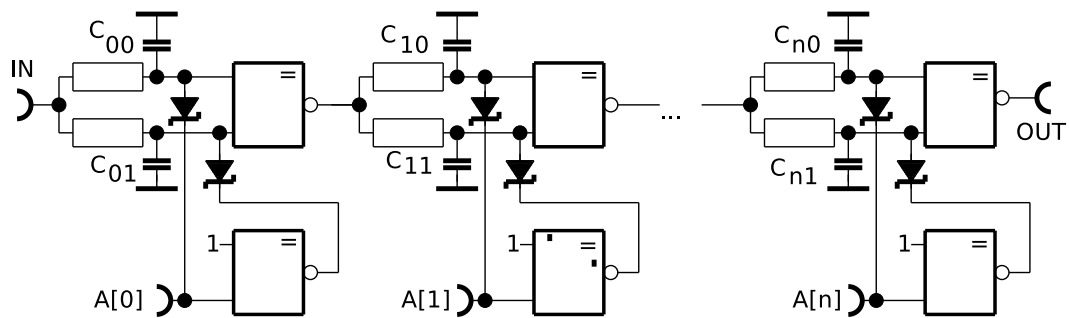 C00 C10 Cn0
IN = = =
... OUT
C01 C11 Cn1
1 = 1 = 1 =
A[0] A[1] A[n]